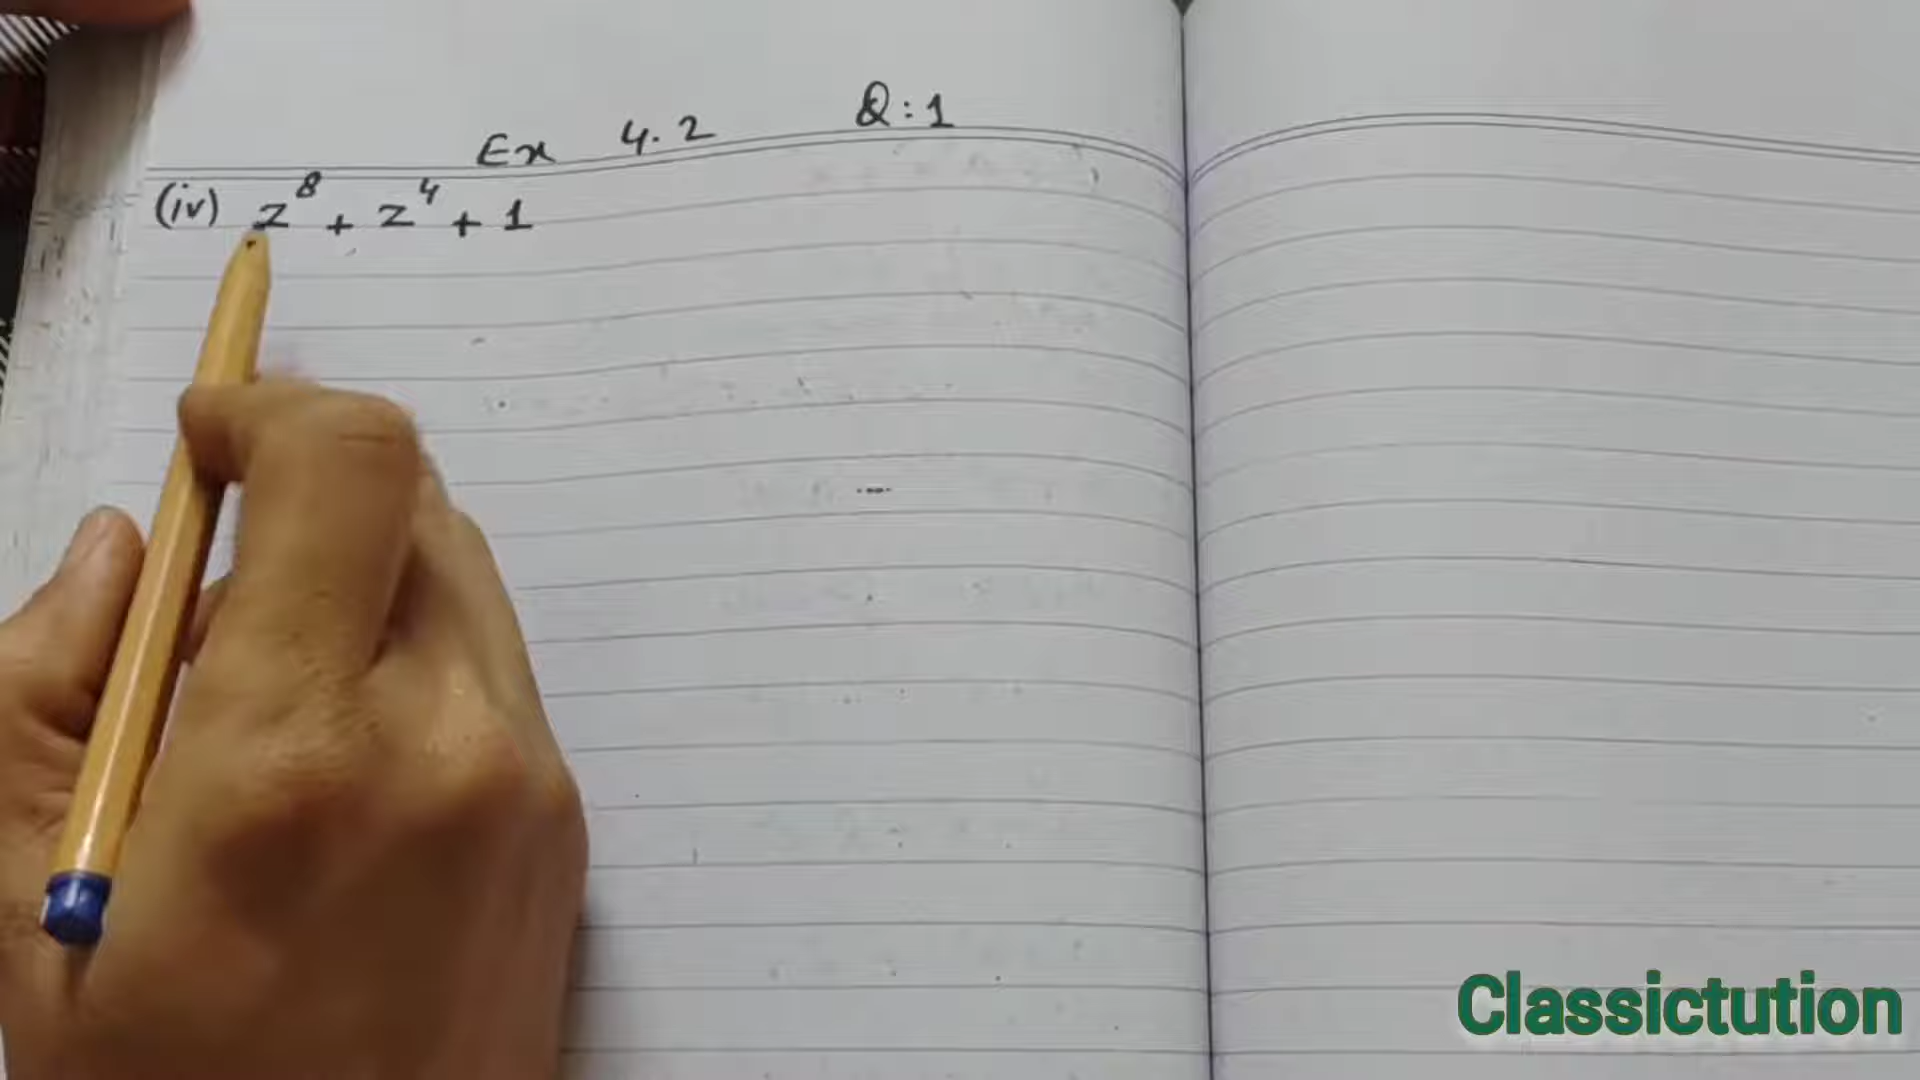 Ex 4.2 Q:1
(iv) z⁸ + z⁴ + 1
Classictution